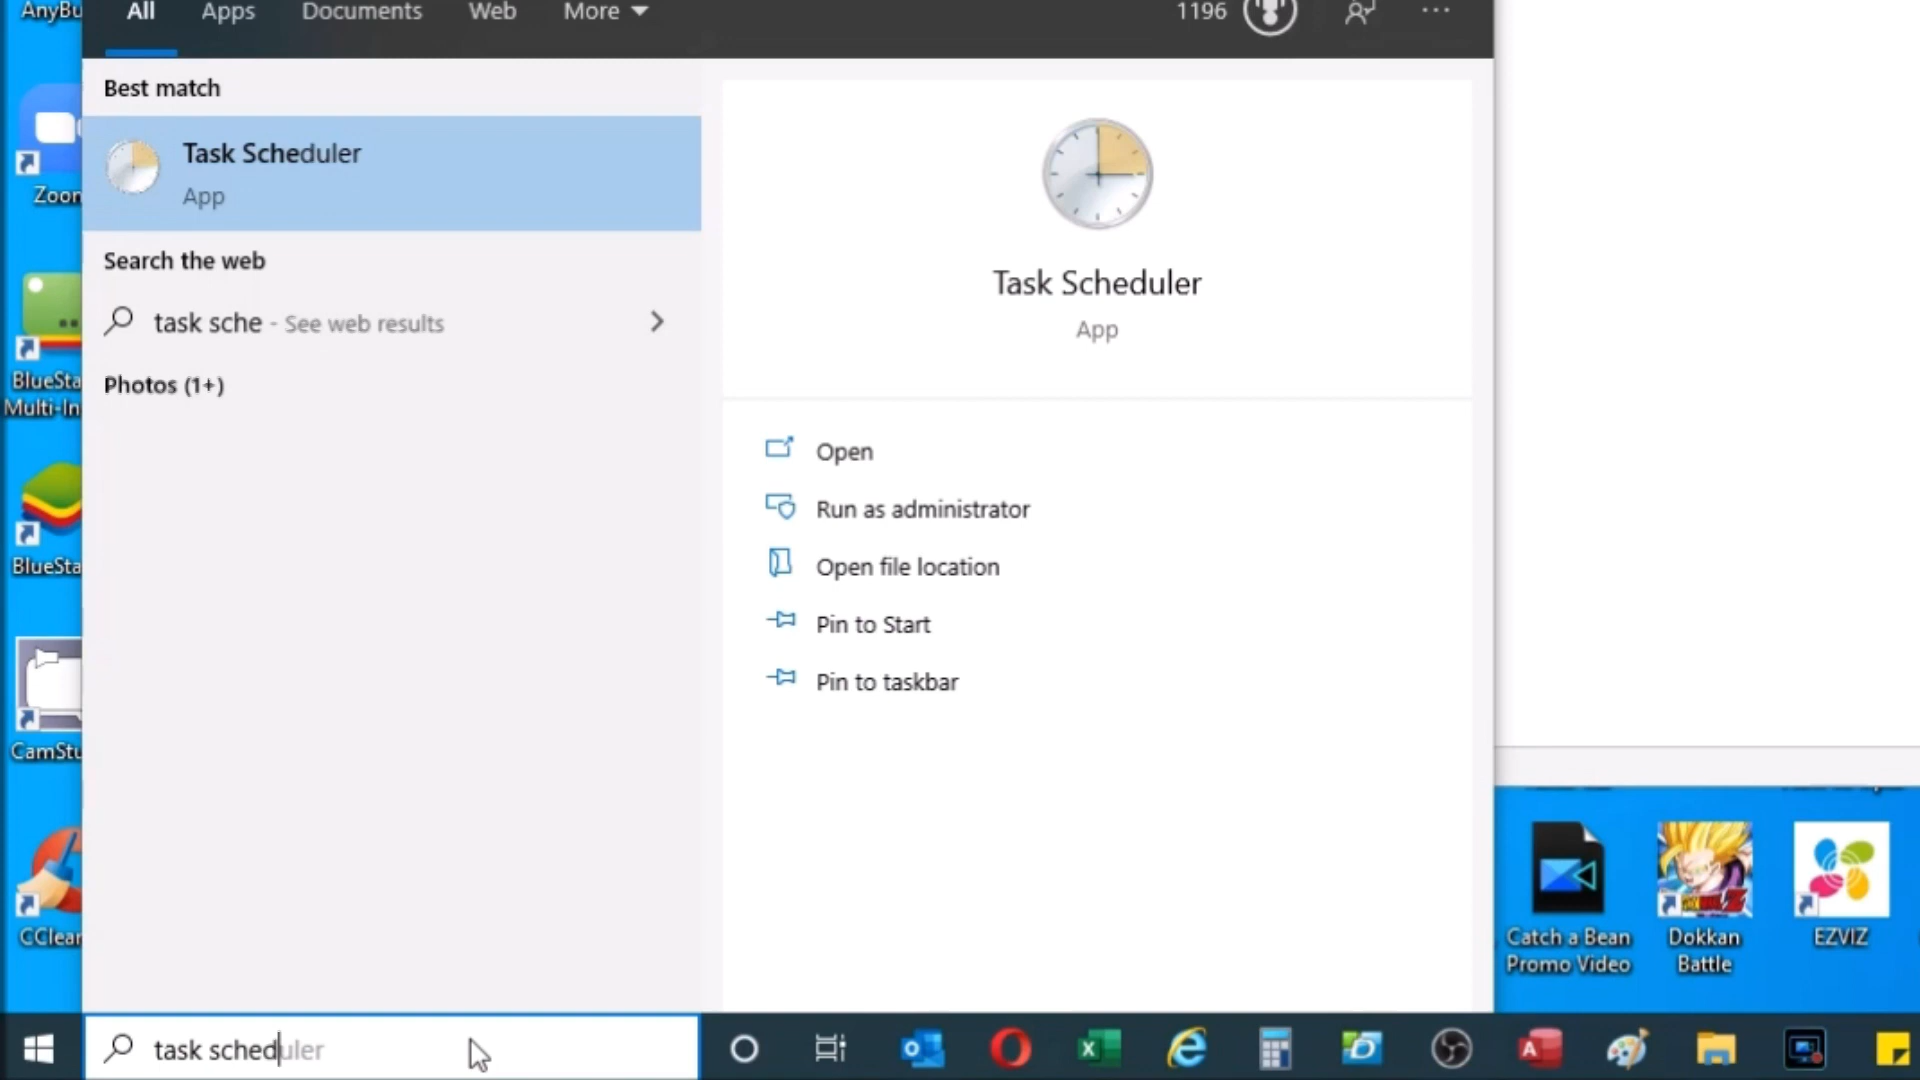 AnyBu
All Apps Documents Web More 1196
Best match
Task Scheduler
App
Search the web
task sche - See web results
Photos (1+)
Task Scheduler
App
Open
Run as administrator
Open file location
Pin to Start
Pin to taskbar
Zoom
BlueSta
Multi-In
BlueSta
CamStu
CClean
Catch a Bean
Promo Video
Dokkan
Battle
EZVIZ
task scheduler